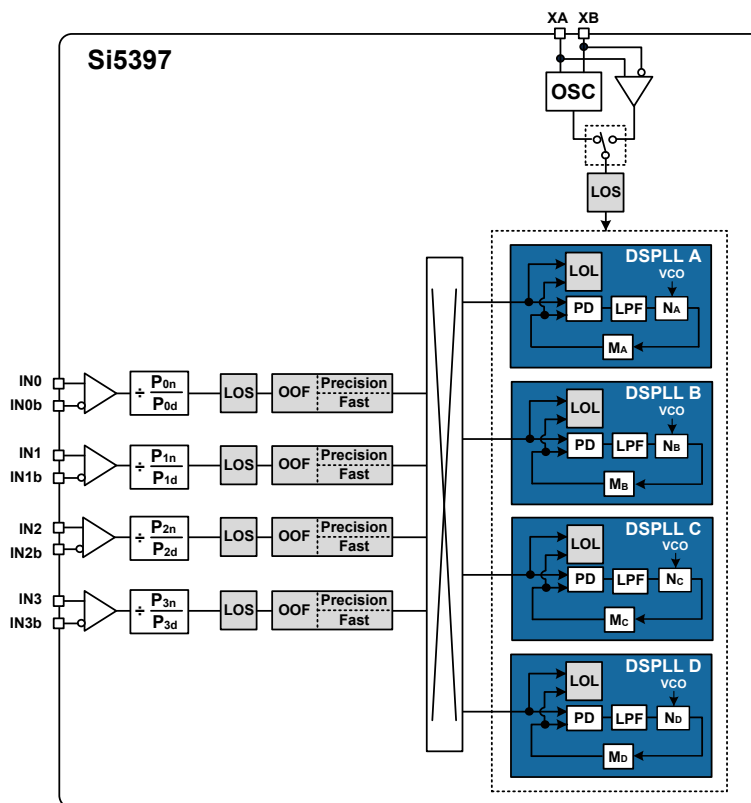 XA XB
Si5397
OSC
LOS
DSPLL A
VCO
LOL
PD LPF NA
MA
DSPLL B
VCO
LOL
PD LPF NB
MB
DSPLL C
VCO
LOL
PD LPF NC
MC
DSPLL D
VCO
LOL
PD LPF ND
MD
IN0
IN0b
÷ P0n
P0d
LOS OOF Precision
Fast
IN1
IN1b
÷ P1n
P1d
LOS OOF Precision
Fast
IN2
IN2b
÷ P2n
P2d
LOS OOF Precision
Fast
IN3
IN3b
÷ P3n
P3d
LOS OOF Precision
Fast